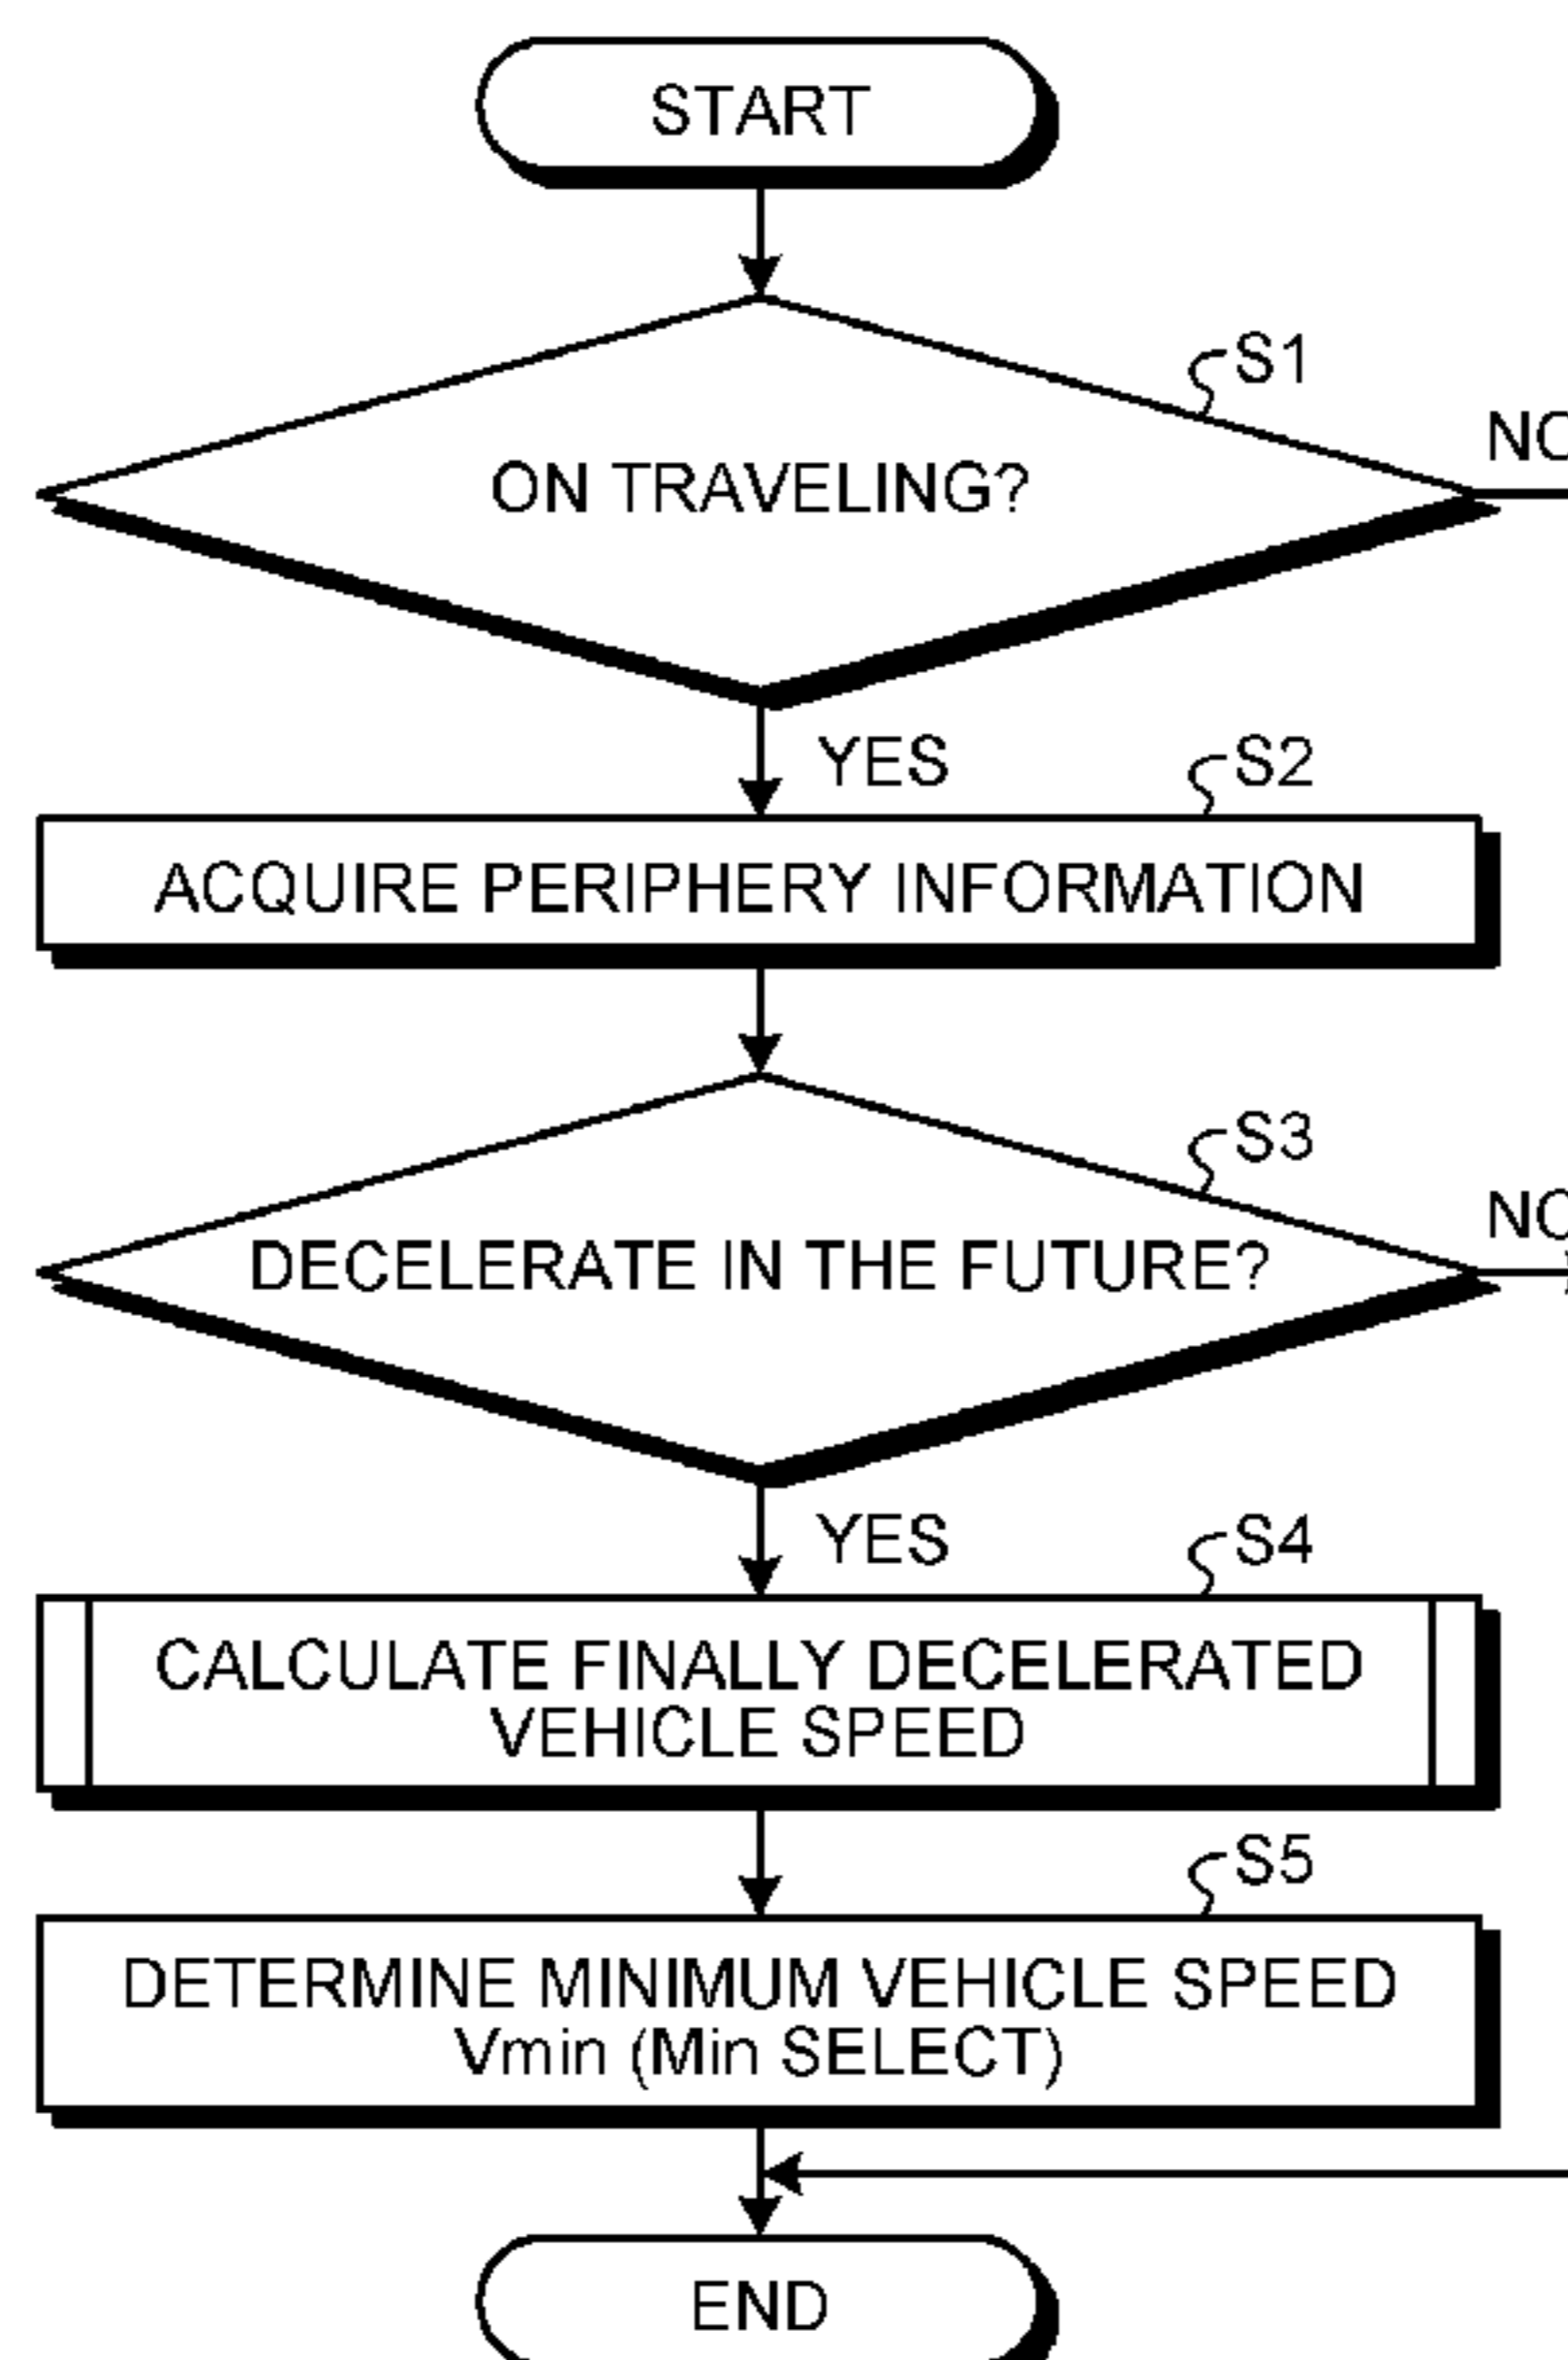 START
S1
NO
ON TRAVELING?
YES
S2
ACQUIRE PERIPHERY INFORMATION
S3
NO
DECELERATE IN THE FUTURE?
YES
S4
CALCULATE FINALLY DECELERATED
VEHICLE SPEED
S5
DETERMINE MINIMUM VEHICLE SPEED
Vmin (Min SELECT)
END